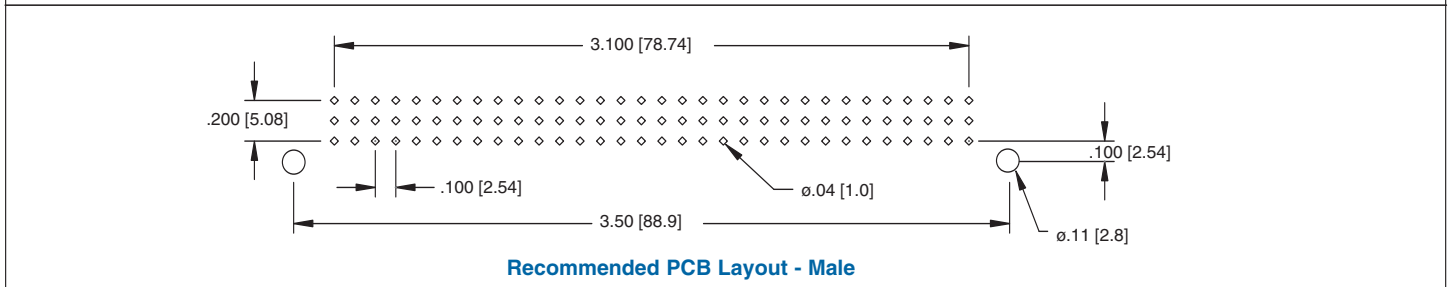 3.100 [78.74]
.200 [5.08]
.100 [2.54]
.100 [2.54]
ø.04 [1.0]
3.50 [88.9]
ø.11 [2.8]
Recommended PCB Layout - Male